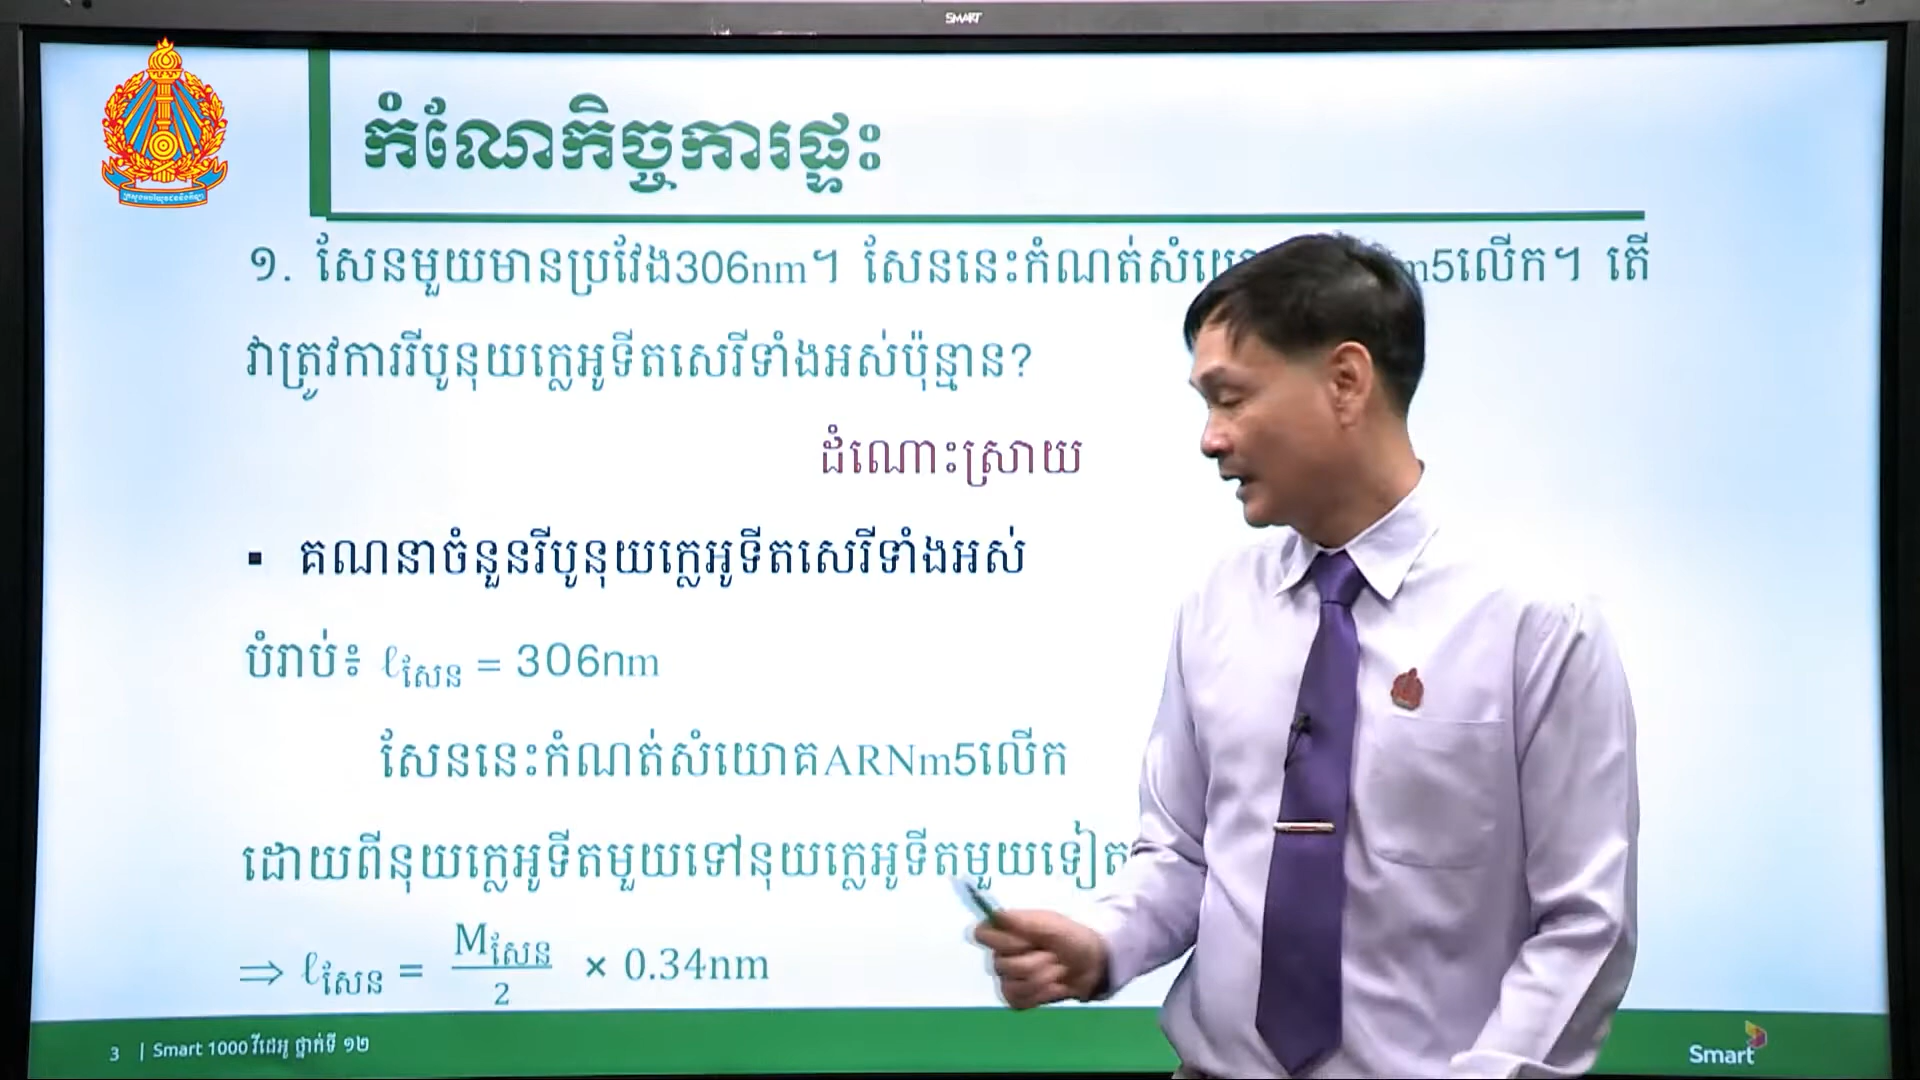 SMART
កំណែកិច្ចការផ្ទះ
១. សែនមួយមានប្រវែង306nm។ សែននេះកំណត់សំយោ m5លើក។ តើ
វាត្រូវការរីបូនុយក្លេអូទីតសេរីទាំងអស់ប៉ុន្មាន?
ដំណោះស្រាយ
▪ គណនាចំនួនរីបូនុយក្លេអូទីតសេរីទាំងអស់
បំរាប់៖ ℓសែន = 306nm
សែននេះកំណត់សំយោគARNm5លើក
ដោយពីនុយក្លេអូទីតមួយទៅនុយក្លេអូទីតមួយទៀត
⇒ ℓសែន = Mសែន/2 × 0.34nm
3 | Smart 1000 វីដេអូ ថ្នាក់ទី ១២
Smart